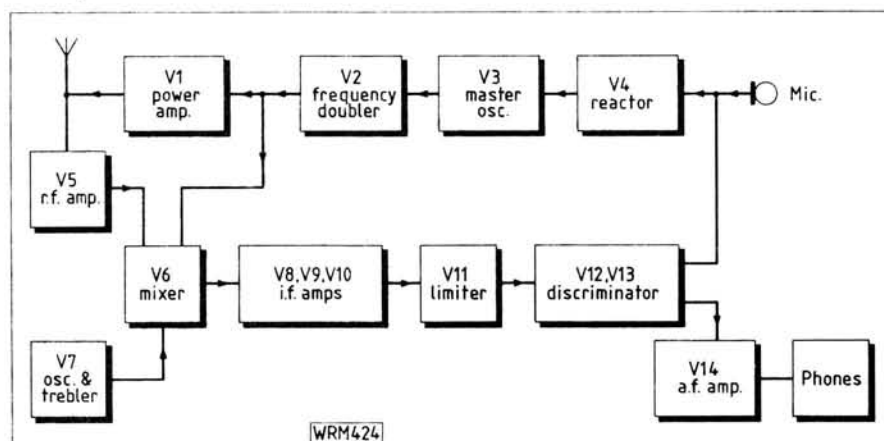 V1
power
amp.
V2
frequency
doubler
V3
master
osc.
V4
reactor
Mic.
V5
r.f. amp.
V6
mixer
V8,V9,V10
i.f. amps
V11
limiter
V12,V13
discriminator
V7
osc. &
trebler
V14
a.f. amp.
Phones
WRM424